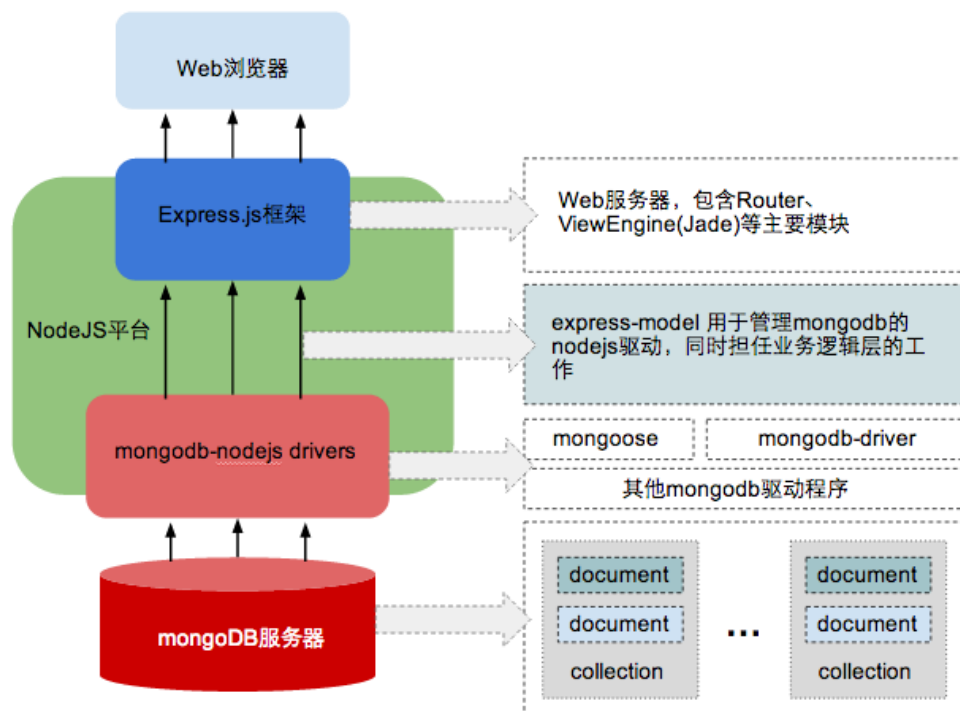 Web浏览器
Express.js框架
Web服务器，包含Router、
ViewEngine(Jade)等主要模块
NodeJS平台
express-model 用于管理mongodb的
nodejs驱动，同时担任业务逻辑层的工
作
mongodb-nodejs drivers
mongoose
mongodb-driver
其他mongodb驱动程序
mongoDB服务器
document
document
collection
...
document
document
collection